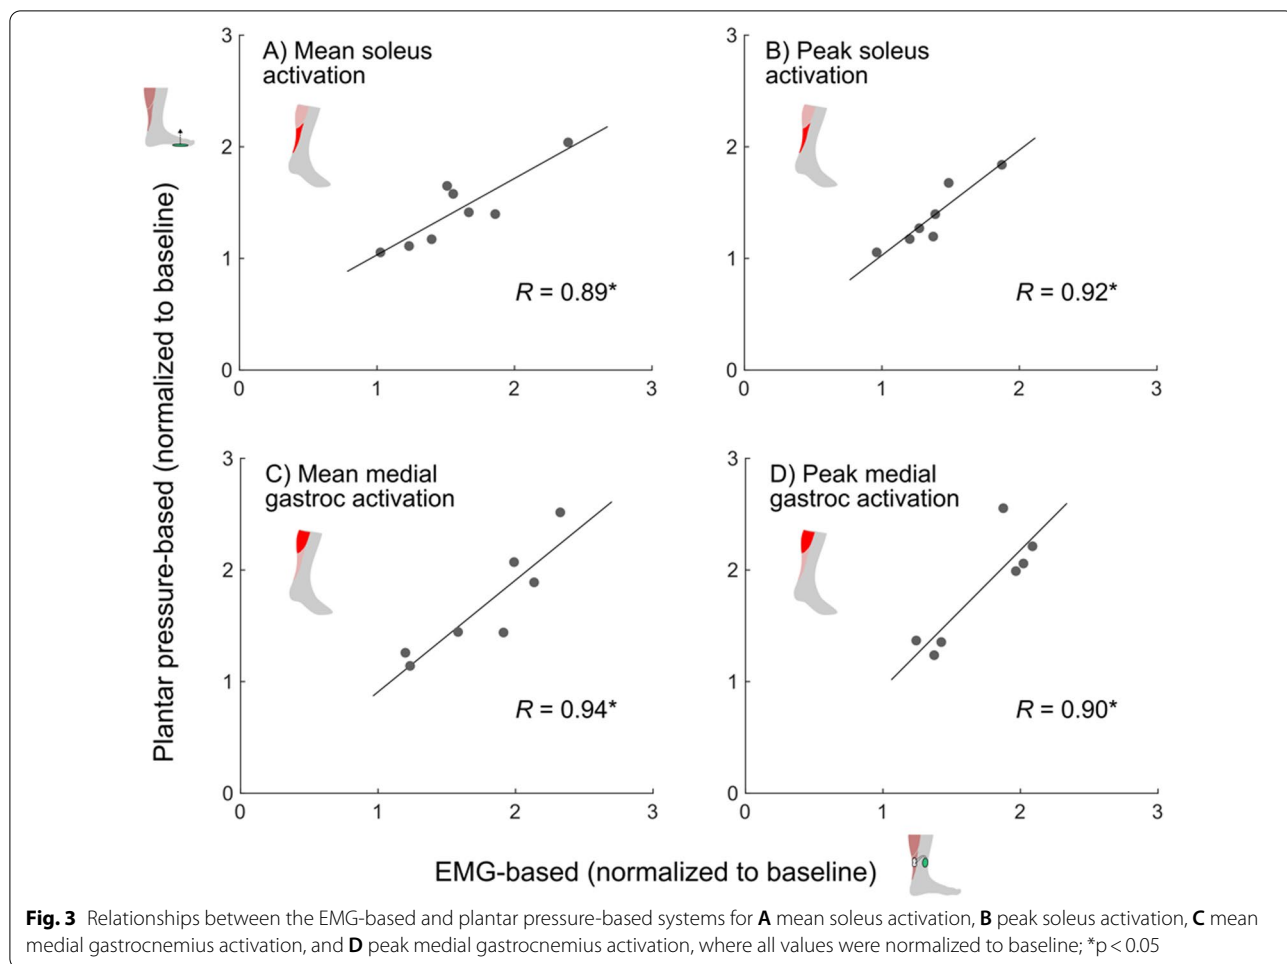 3
A) Mean soleus
activation
2
1
R = 0.89*
0
0 1 2 3
3
B) Peak soleus
activation
2
1
R = 0.92*
0
0 1 2 3
Plantar pressure-based (normalized to baseline)
3
C) Mean medial
gastroc activation
2
1
R = 0.94*
0
0 1 2 3
3
D) Peak medial
gastroc activation
2
1
R = 0.90*
0
0 1 2 3
EMG-based (normalized to baseline)
Fig. 3 Relationships between the EMG-based and plantar pressure-based systems for A mean soleus activation, B peak soleus activation, C mean
medial gastrocnemius activation, and D peak medial gastrocnemius activation, where all values were normalized to baseline; *p < 0.05